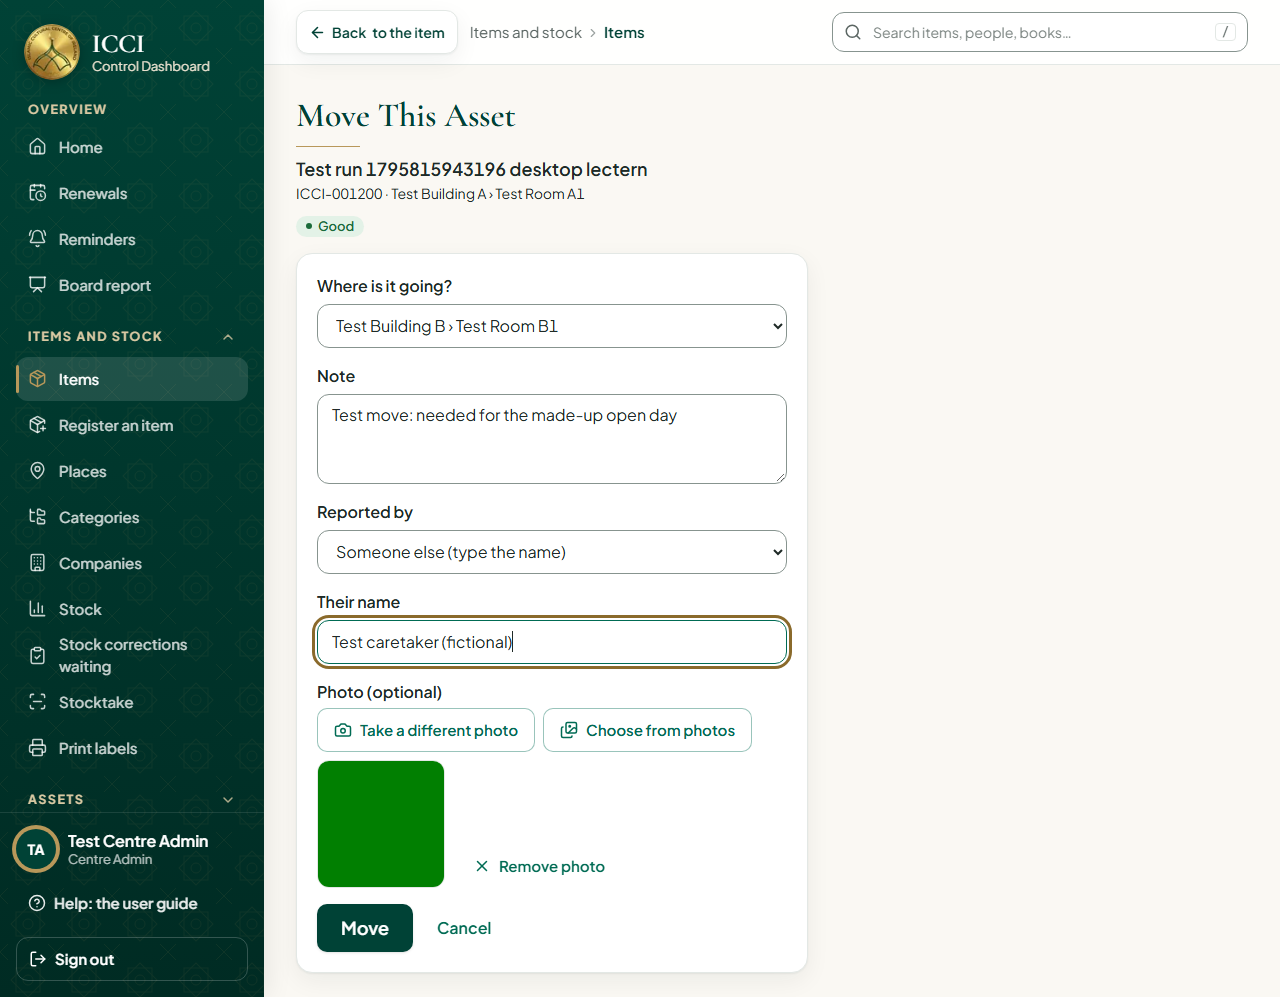 ICCI
Control Dashboard
OVERVIEW
Home
Renewals
Reminders
Board report
ITEMS AND STOCK
Items
Register an item
Places
Categories
Companies
Stock
Stock corrections
waiting
Stocktake
Print labels
ASSETS
TA
Test Centre Admin
Centre Admin
Help: the user guide
Sign out
Back to the item
Items and stock › Items
Search items, people, books…
/
Move This Asset
Test run 1795815943196 desktop lectern
ICCI-001200 · Test Building A › Test Room A1
Good
Where is it going?
Test Building B › Test Room B1
Note
Test move: needed for the made-up open day
Reported by
Someone else (type the name)
Their name
Test caretaker (fictional)
Photo (optional)
Take a different photo
Choose from photos
Remove photo
Move
Cancel